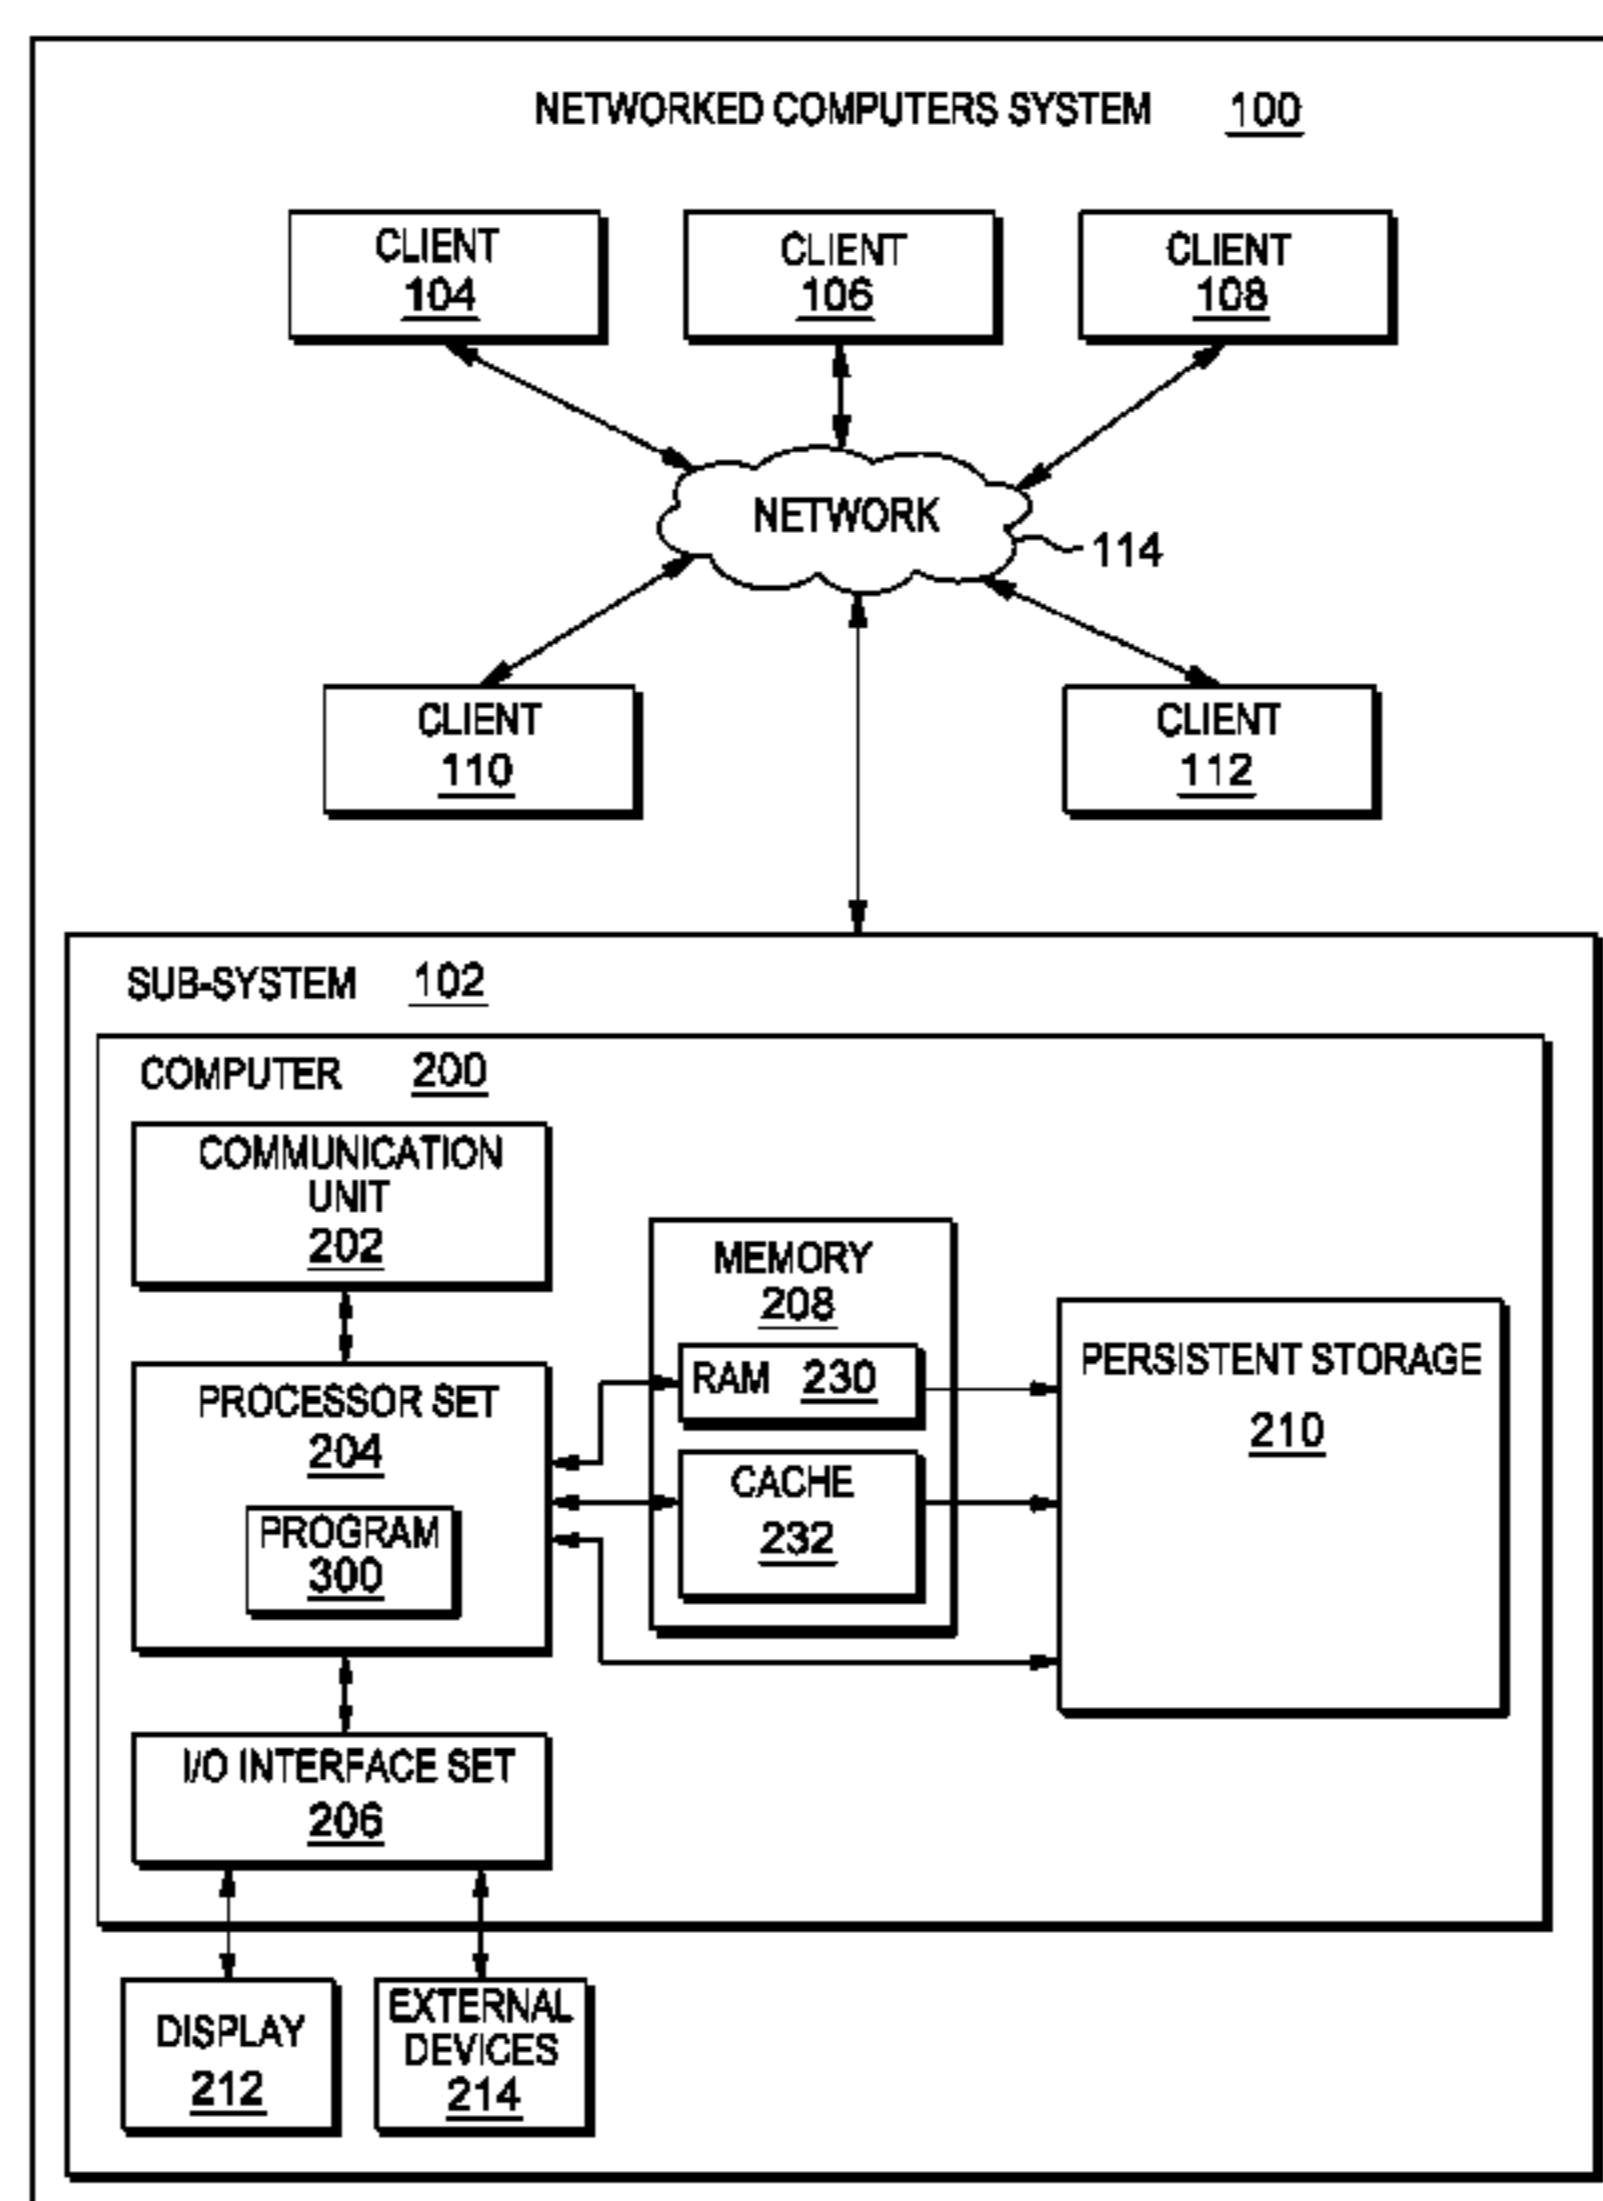 NETWORKED COMPUTERS SYSTEM 100
CLIENT
104
CLIENT
106
CLIENT
108
NETWORK
114
CLIENT
110
CLIENT
112
SUB-SYSTEM 102
COMPUTER 200
COMMUNICATION
UNIT
202
PROCESSOR SET
204
PROGRAM
300
MEMORY
208
RAM 230
CACHE
232
PERSISTENT STORAGE
210
I/O INTERFACE SET
206
DISPLAY
212
EXTERNAL
DEVICES
214